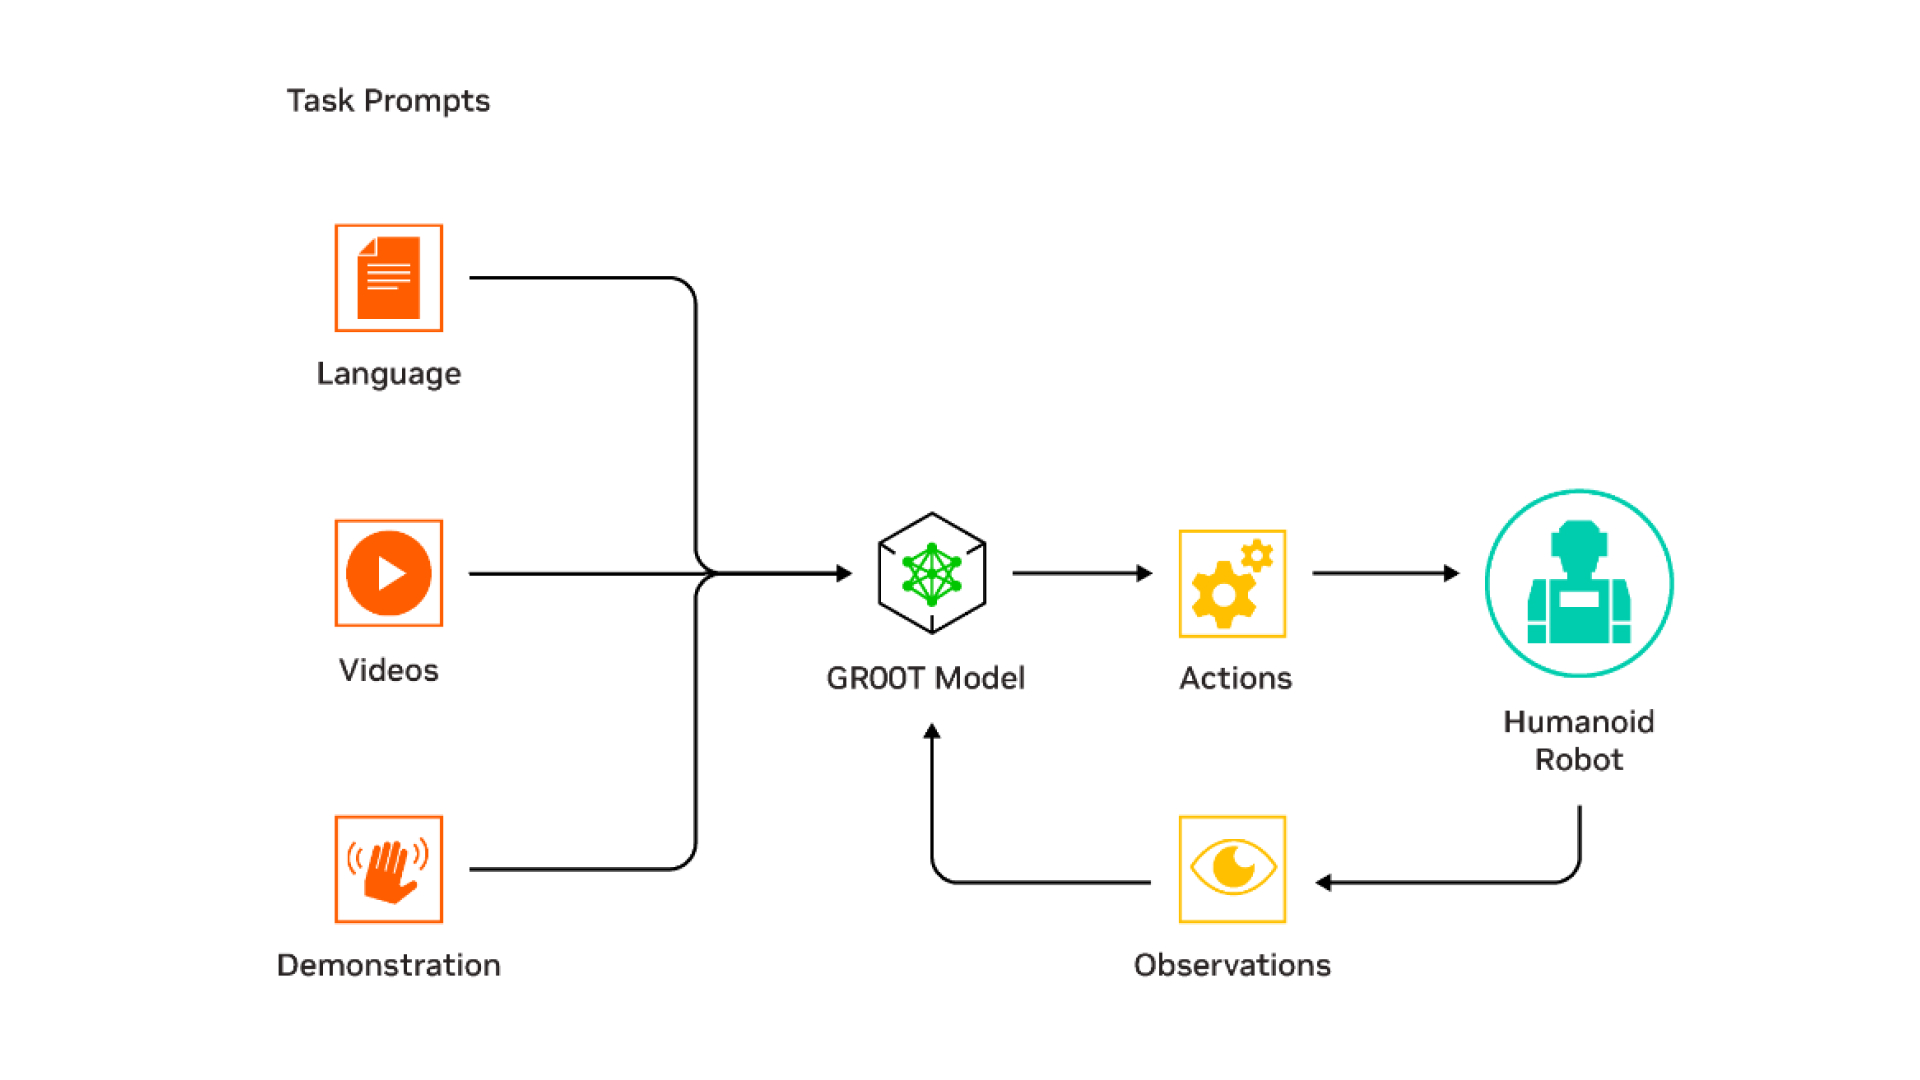 Task Prompts
Language
Videos
Demonstration
GR00T Model
Actions
Humanoid
Robot
Observations